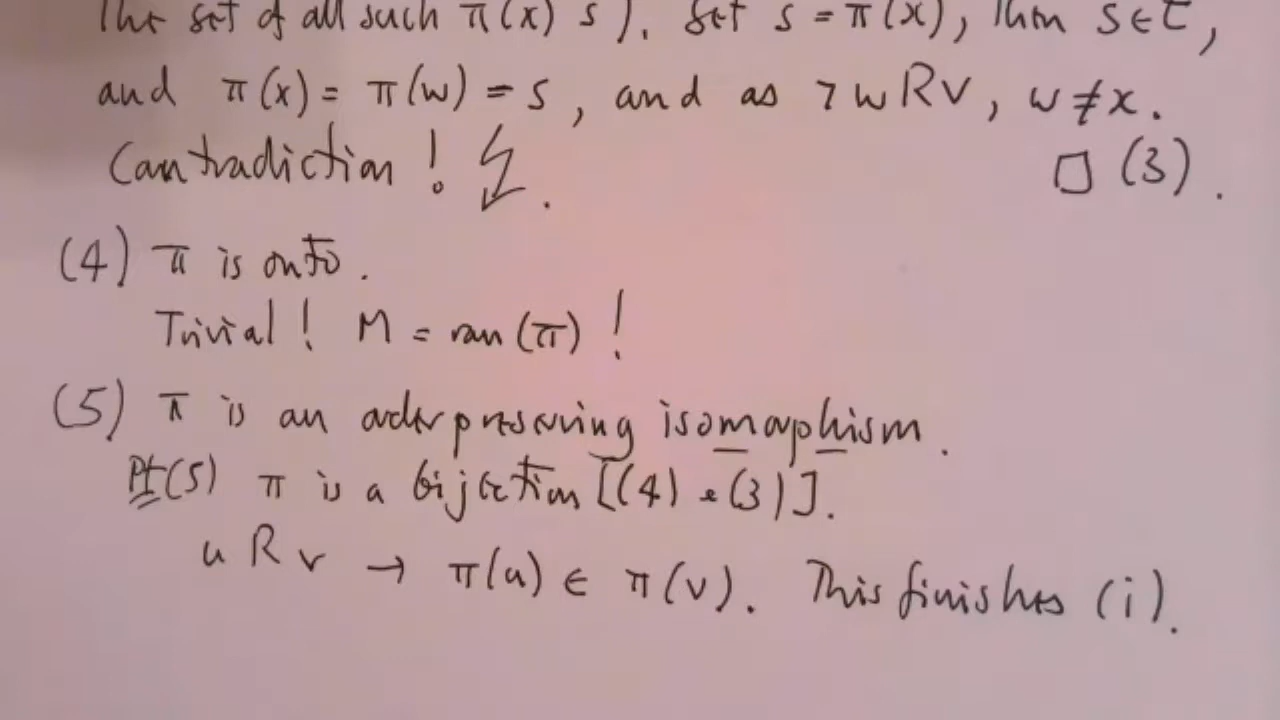 The set of all such π(x) s). Set s = π(x), Then s ∈ t,
and π(x) = π(w) = s, and as ¬ w R v, w ≠ x.
Contradiction! ↯.
□ (3).
(4) π is onto.
Trivial! M = ran(π)!
(5) π is an order preserving isomorphism.
Pf(5) π is a bijection [(4) + (3)].
u R v → π(u) ∈ π(v). This finishes (i).